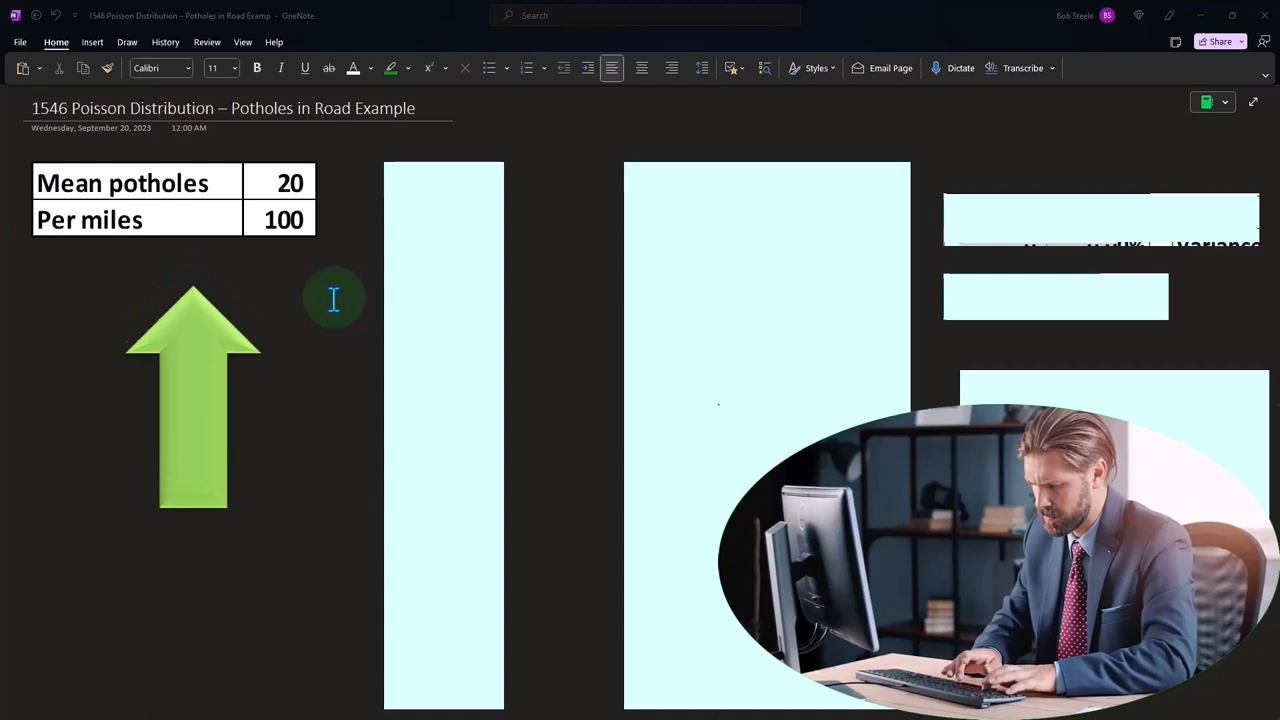 1546 Poisson Distribution – Potholes in Road Examp - OneNote
Search
Bob Steele
BS
File Home Insert Draw History Review View Help
Share
Calibri
11
B I U ab A
Styles
Email Page
Dictate
Transcribe
1546 Poisson Distribution – Potholes in Road Example
Wednesday, September 20, 2023 12:00 AM
Mean potholes 20
Per miles 100